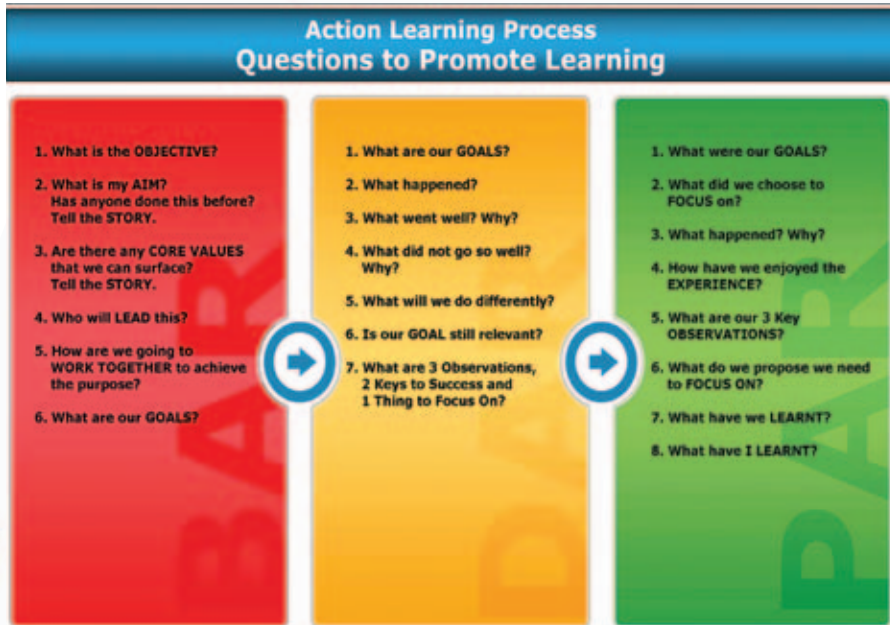 Action Learning Process
Questions to Promote Learning
1. What is the OBJECTIVE?
2. What is my AIM?
Has anyone done this before?
Tell the STORY.
3. Are there any CORE VALUES
that we can surface?
Tell the STORY.
4. Who will LEAD this?
5. How are we going to
WORK TOGETHER to achieve
the purpose?
6. What are our GOALS?
BAR
1. What are our GOALS?
2. What happened?
3. What went well? Why?
4. What did not go so well?
Why?
5. What will we do differently?
6. Is our GOAL still relevant?
7. What are 3 Observations,
2 Keys to Success and
1 Thing to Focus On?
DAR
1. What were our GOALS?
2. What did we choose to
FOCUS on?
3. What happened? Why?
4. How have we enjoyed the
EXPERIENCE?
5. What are our 3 Key
OBSERVATIONS?
6. What do we propose we need
to FOCUS ON?
7. What have we LEARNT?
8. What have I LEARNT?
PAR